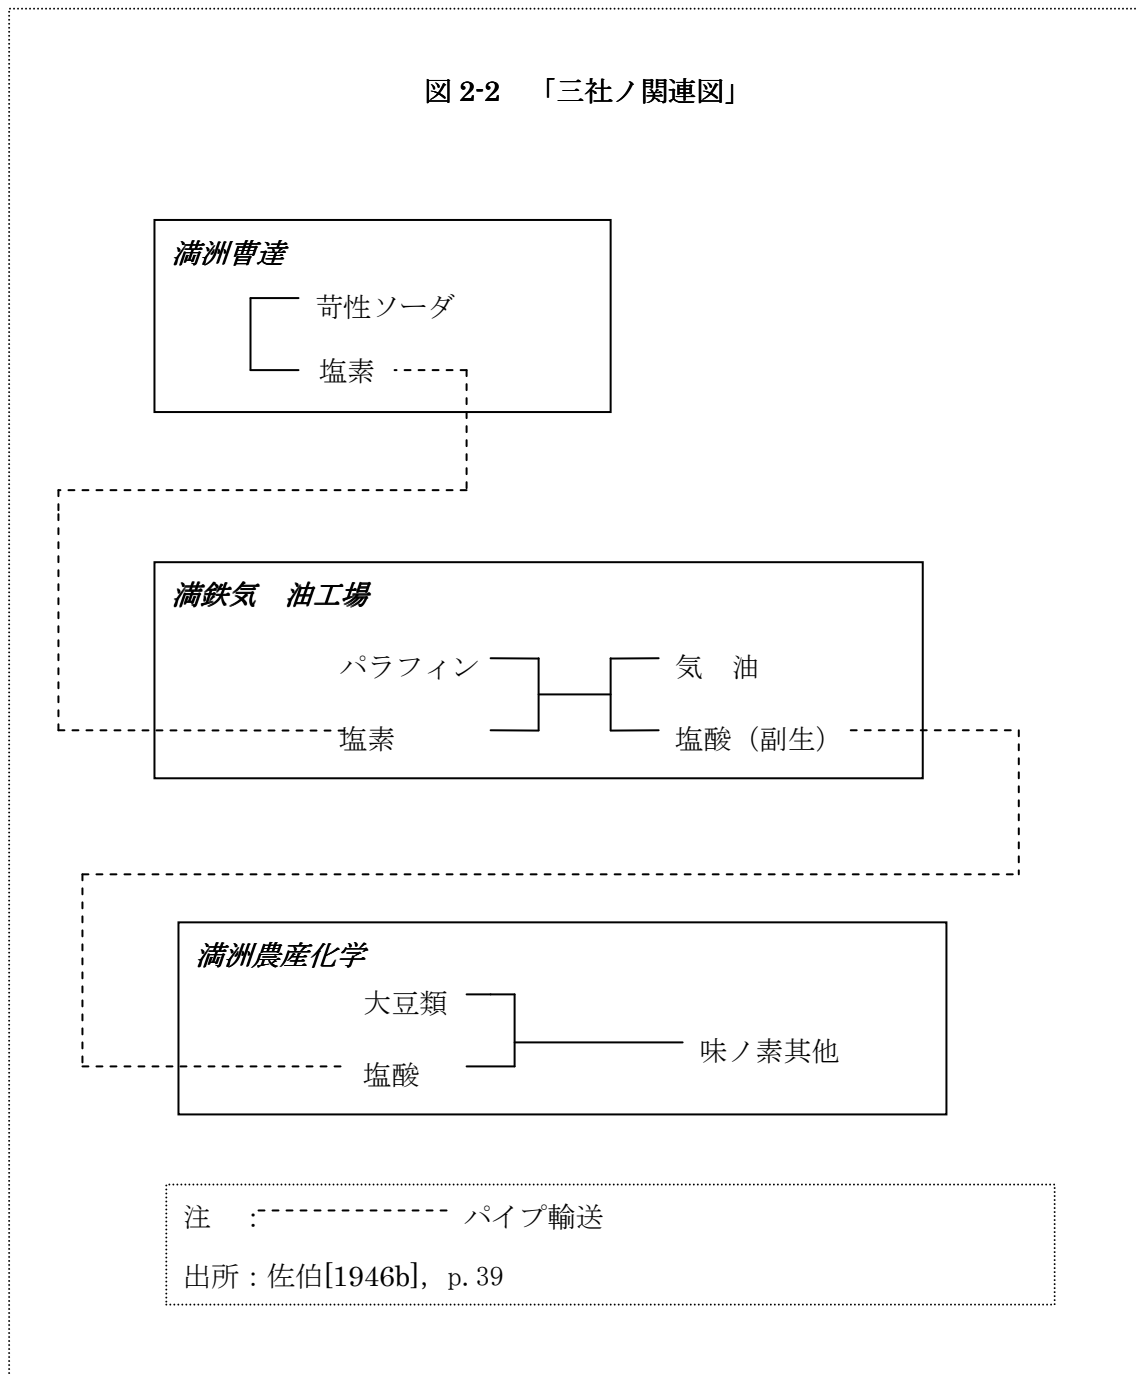 図 2-2　「三社ノ関連図」
満洲曹達
苛性ソーダ
塩素
満鉄気　油工場
パラフィン
気　油
塩素
塩酸（副生）
満洲農産化学
大豆類
味ノ素其他
塩酸
注　: パイプ輸送
出所：佐伯[1946b], p.39